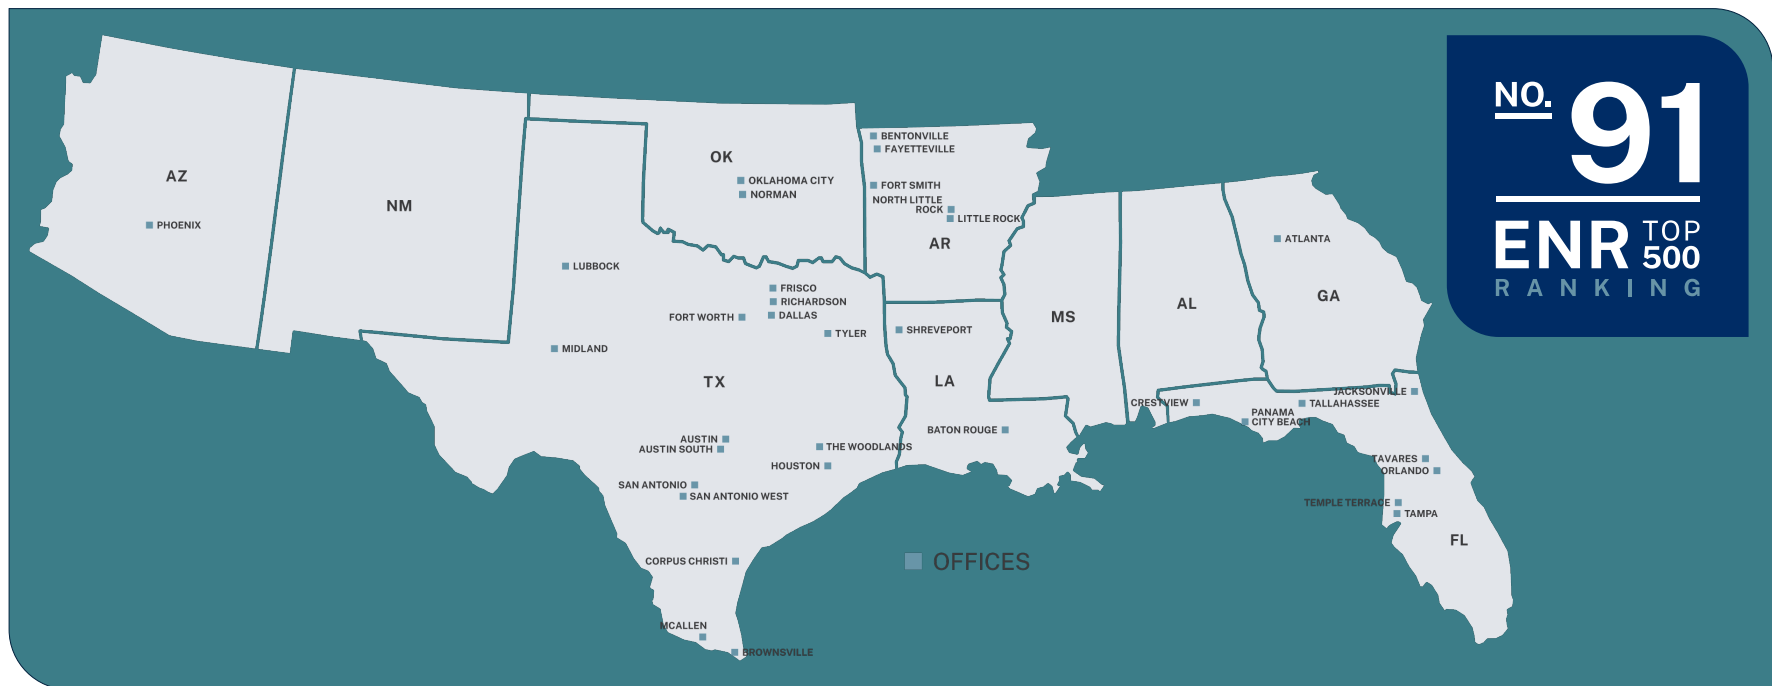 NO.
91
ENR
TOP
500
RANKING
AZ
PHOENIX
NM
OK
OKLAHOMA CITY
NORMAN
BENTONVILLE
FAYETTEVILLE
FORT SMITH
NORTH LITTLE
ROCK
LITTLE ROCK
AR
LUBBOCK
FRISCO
RICHARDSON
DALLAS
FORT WORTH
TYLER
MIDLAND
TX
AUSTIN
AUSTIN SOUTH
THE WOODLANDS
HOUSTON
SAN ANTONIO
SAN ANTONIO WEST
CORPUS CHRISTI
MCALLEN
BROWNSVILLE
SHREVEPORT
LA
BATON ROUGE
MS
AL
ATLANTA
GA
CRESTVIEW
PANAMA
CITY BEACH
JACKSONVILLE
TALLAHASSEE
TAVARES
ORLANDO
TEMPLE TERRACE
TAMPA
FL
OFFICES